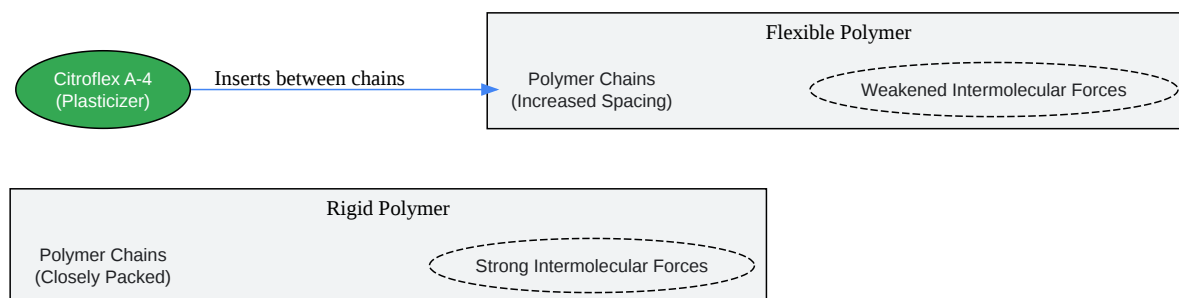 Flexible Polymer
Citroflex A-4
(Plasticizer)
Inserts between chains
Polymer Chains
(Increased Spacing)
Weakened Intermolecular Forces
Rigid Polymer
Polymer Chains
(Closely Packed)
Strong Intermolecular Forces